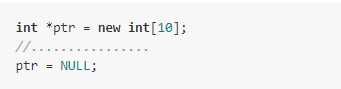 int *ptr = new int[10];
//................
ptr = NULL;